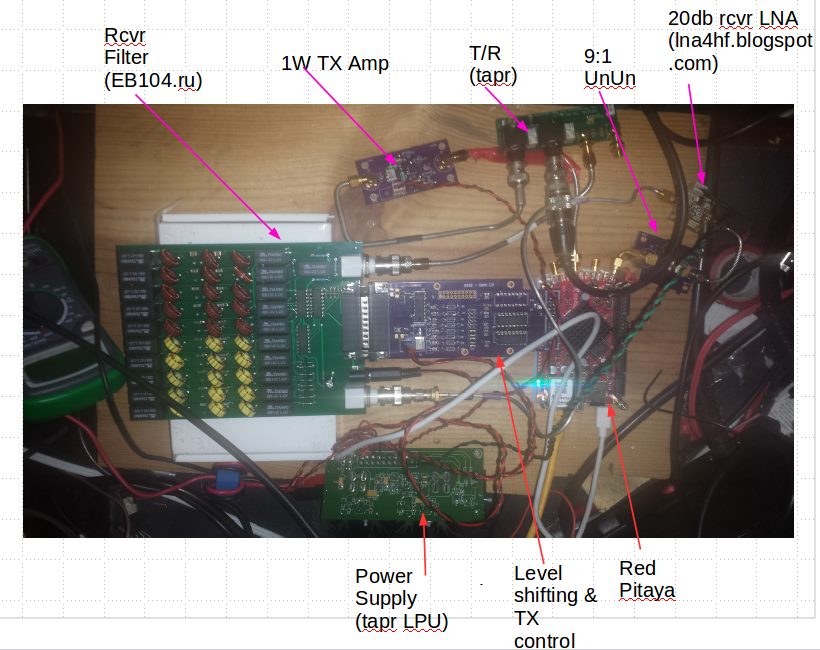 Rcvr
Filter
(EB104.ru)
1W TX Amp
T/R
(tapr)
9:1
UnUn
20db rcvr LNA
(lna4hf.blogspot
.com)
Power
Supply
(tapr LPU)
Level
shifting &
TX
control
Red
Pitaya